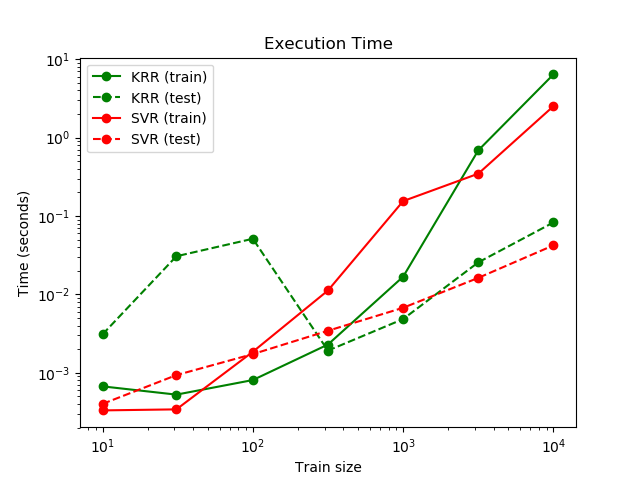 Execution Time
KRR (train)
KRR (test)
SVR (train)
SVR (test)
Time (seconds)
10¹
10⁰
10⁻¹
10⁻²
10⁻³
10¹ 10² 10³ 10⁴
Train size